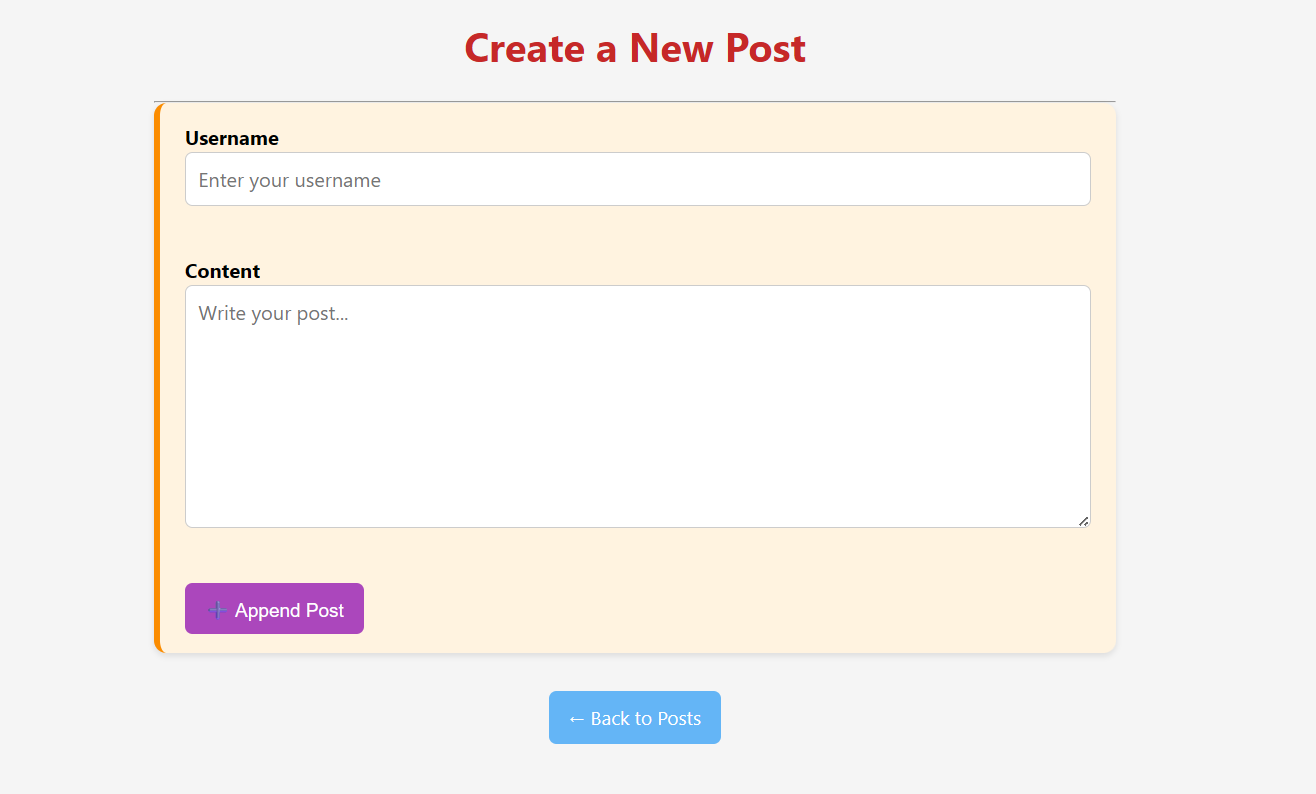 Create a New Post
Username
Enter your username
Content
Write your post...
➕ Append Post
← Back to Posts